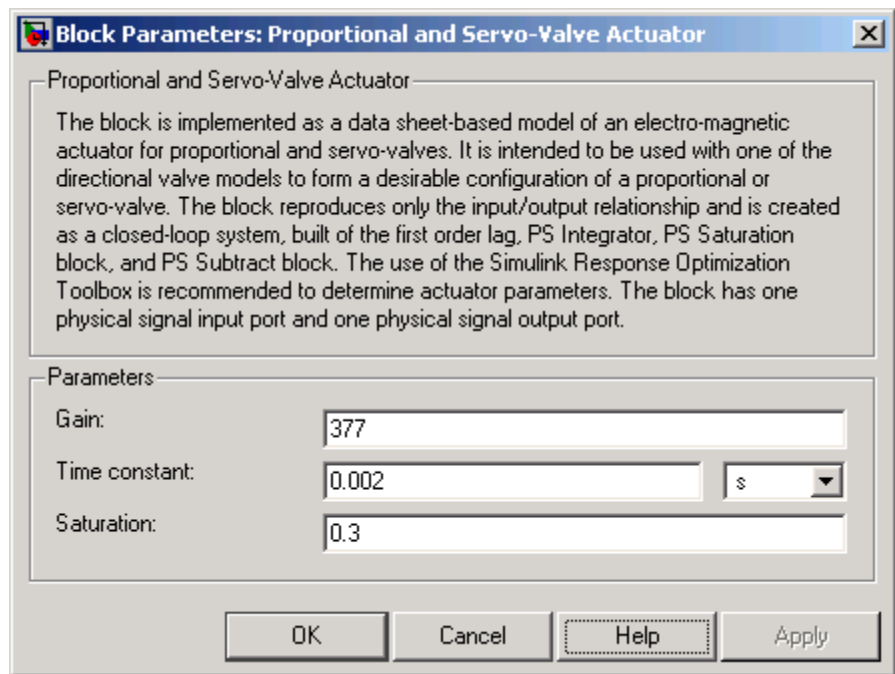 Block Parameters: Proportional and Servo-Valve Actuator
Proportional and Servo-Valve Actuator
The block is implemented as a data sheet-based model of an electro-magnetic
actuator for proportional and servo-valves. It is intended to be used with one of the
directional valve models to form a desirable configuration of a proportional or
servo-valve. The block reproduces only the input/output relationship and is created
as a closed-loop system, built of the first order lag, PS Integrator, PS Saturation
block, and PS Subtract block. The use of the Simulink Response Optimization
Toolbox is recommended to determine actuator parameters. The block has one
physical signal input port and one physical signal output port.
Parameters
Gain: 377
Time constant: 0.002 s
Saturation: 0.3
OK Cancel Help Apply